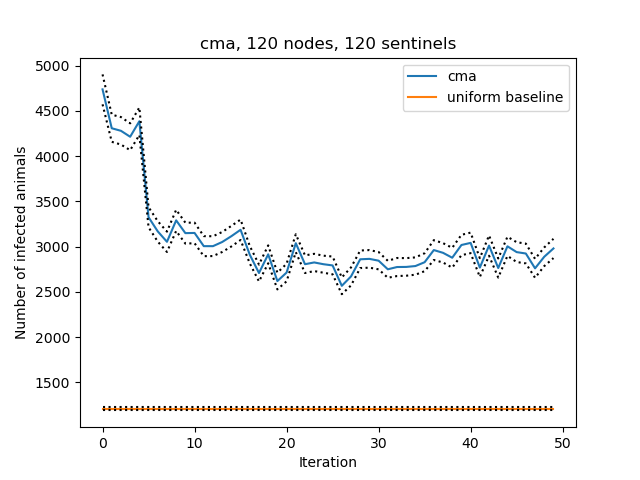 cma, 120 nodes, 120 sentinels
cma
uniform baseline
Number of infected animals
5000
4500
4000
3500
3000
2500
2000
1500
0 10 20 30 40 50
Iteration